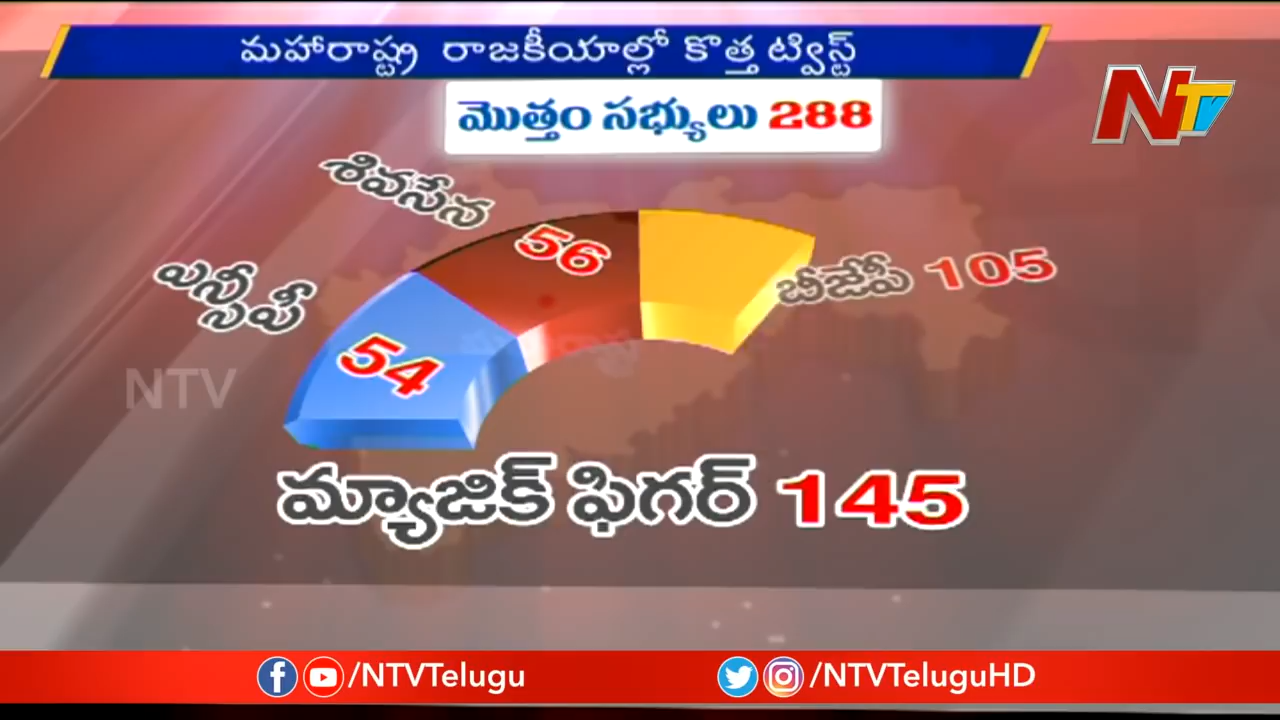 మహారాష్ట్ర రాజకీయాల్లో కొత్త ట్విస్ట్
NTV
మొత్తం సభ్యులు 288
శివసేన
56
బీజేపీ 105
ఎన్సీపీ
54
NTV
మ్యాజిక్ ఫిగర్ 145
/NTVTelugu
/NTVTeluguHD